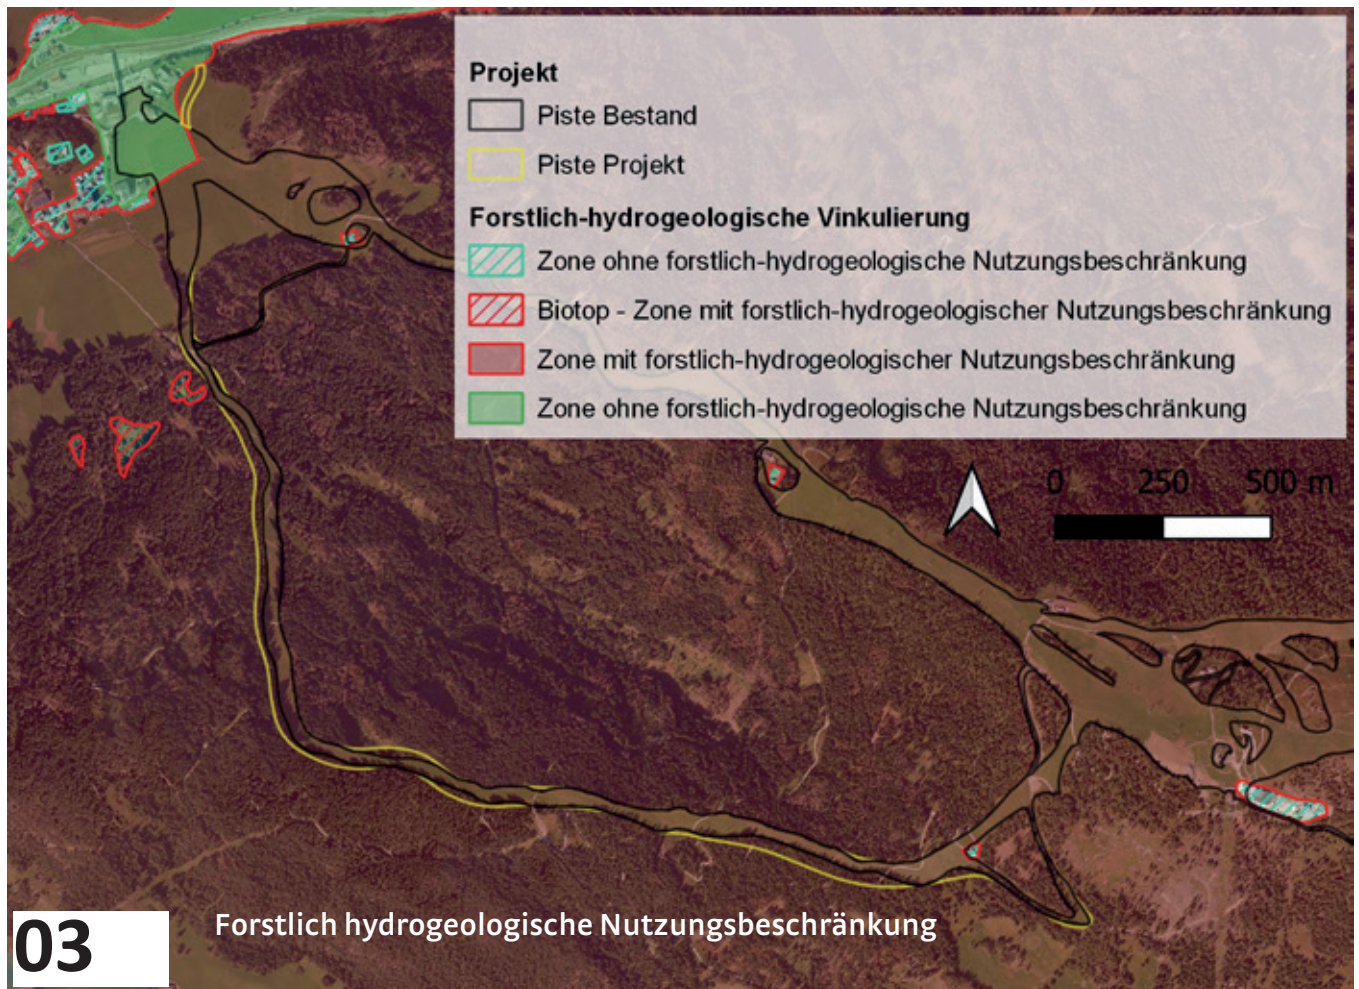 Projekt
Piste Bestand
Piste Projekt
Forstlich-hydrogeologische Vinkulierung
Zone ohne forstlich-hydrogeologische Nutzungsbeschränkung
Biotop - Zone mit forstlich-hydrogeologischer Nutzungsbeschränkung
Zone mit forstlich-hydrogeologischer Nutzungsbeschränkung
Zone ohne forstlich-hydrogeologische Nutzungsbeschränkung
0 250 500 m
03
Forstlich hydrogeologische Nutzungsbeschränkung